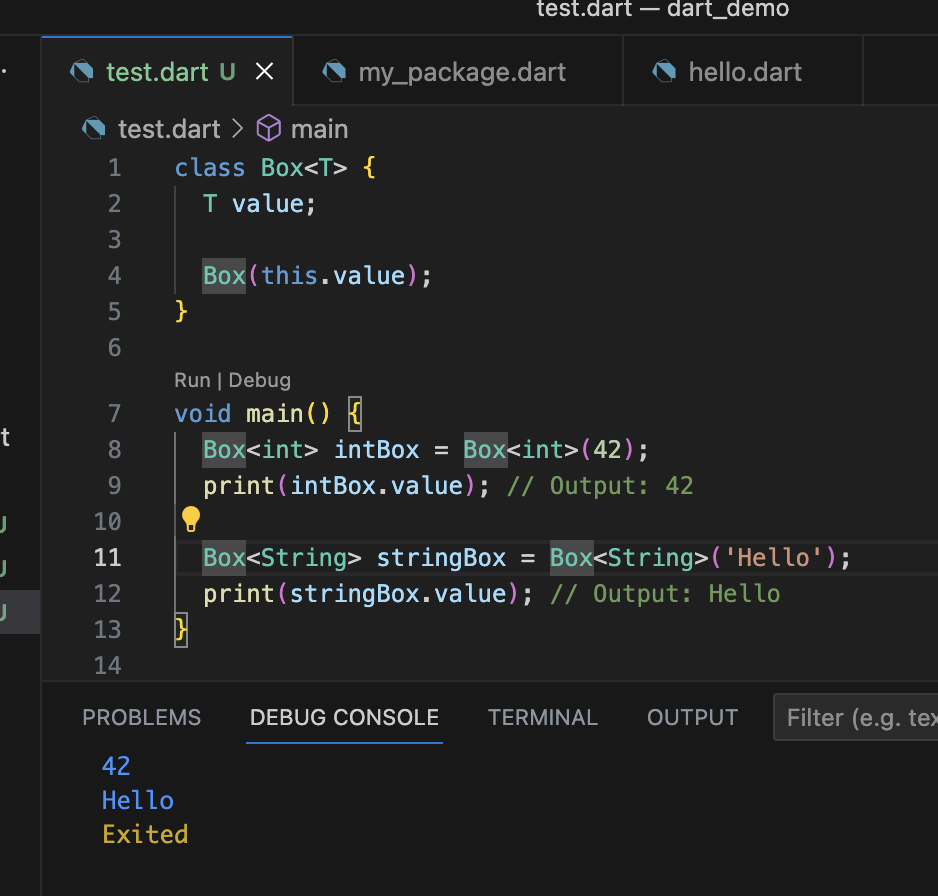 test.dart — dart_demo
test.dart U my_package.dart hello.dart
test.dart > main
1 class Box<T> {
2 T value;
3
4 Box(this.value);
5 }
6
Run | Debug
7 void main() {
8 Box<int> intBox = Box<int>(42);
9 print(intBox.value); // Output: 42
10
11 Box<String> stringBox = Box<String>('Hello');
12 print(stringBox.value); // Output: Hello
13 }
14
t
U
U
U
PROBLEMS DEBUG CONSOLE TERMINAL OUTPUT Filter (e.g. tex
42
Hello
Exited